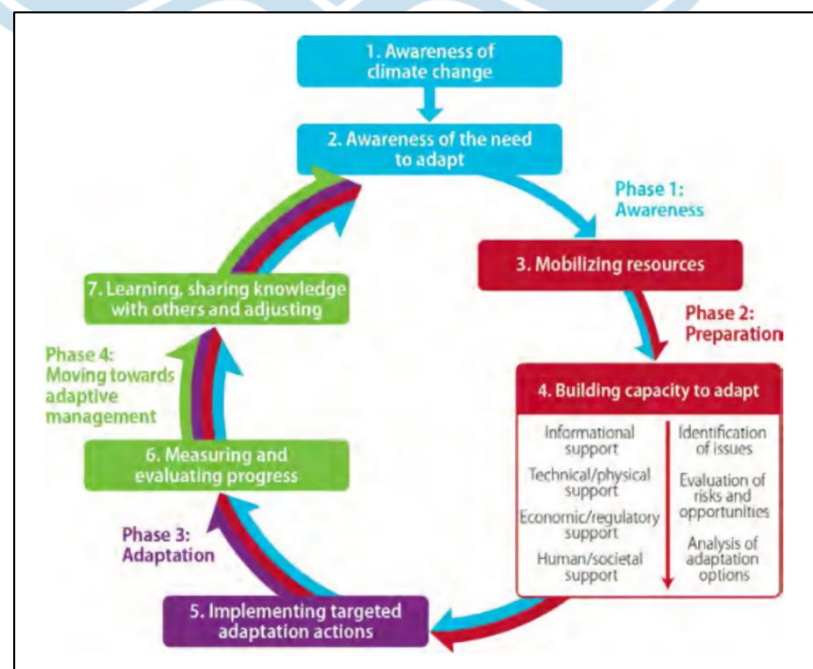 1. Awareness of
climate change
2. Awareness of the need
to adapt
Phase 1:
Awareness
3. Mobilizing resources
Phase 2:
Preparation
4. Building capacity to adapt
Informational
support
Technical/physical
support
Economic/regulatory
support
Human/societal
support
Identification
of issues
Evaluation of
risks and
opportunities
Analysis of
adaptation
options
5. Implementing targeted
adaptation actions
Phase 3:
Adaptation
6. Measuring and
evaluating progress
Phase 4:
Moving towards
adaptive
management
7. Learning, sharing knowledge
with others and adjusting